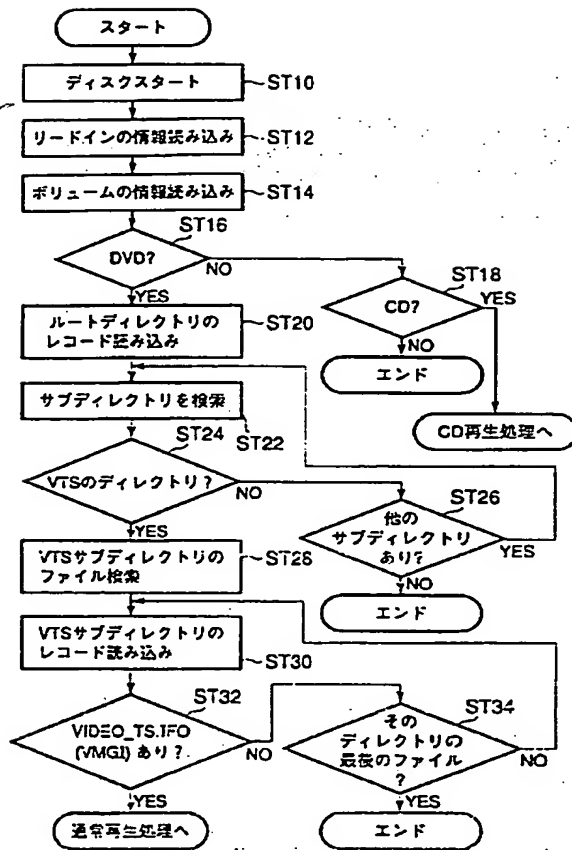 スタート
ディスクスタート
ST10
リードインの情報読み込み
ST12
ボリュームの情報読み込み
ST14
ST16
DVD?
NO
YES
ST18
CD?
YES
NO
エンド
CD再生処理へ
ルートディレクトリの
レコード読み込み
ST20
サブディレクトリを検索
ST22
ST24
VTSのディレクトリ?
NO
YES
ST26
他の
サブディレクトリ
あり?
YES
NO
エンド
VTSサブディレクトリの
ファイル検索
ST28
VTSサブディレクトリの
レコード読み込み
ST30
ST32
VIDEO_TS.IFO
(VMGI) あり?
NO
YES
通常再生処理へ
ST34
その
ディレクトリの
最後のファイル
?
NO
YES
エンド